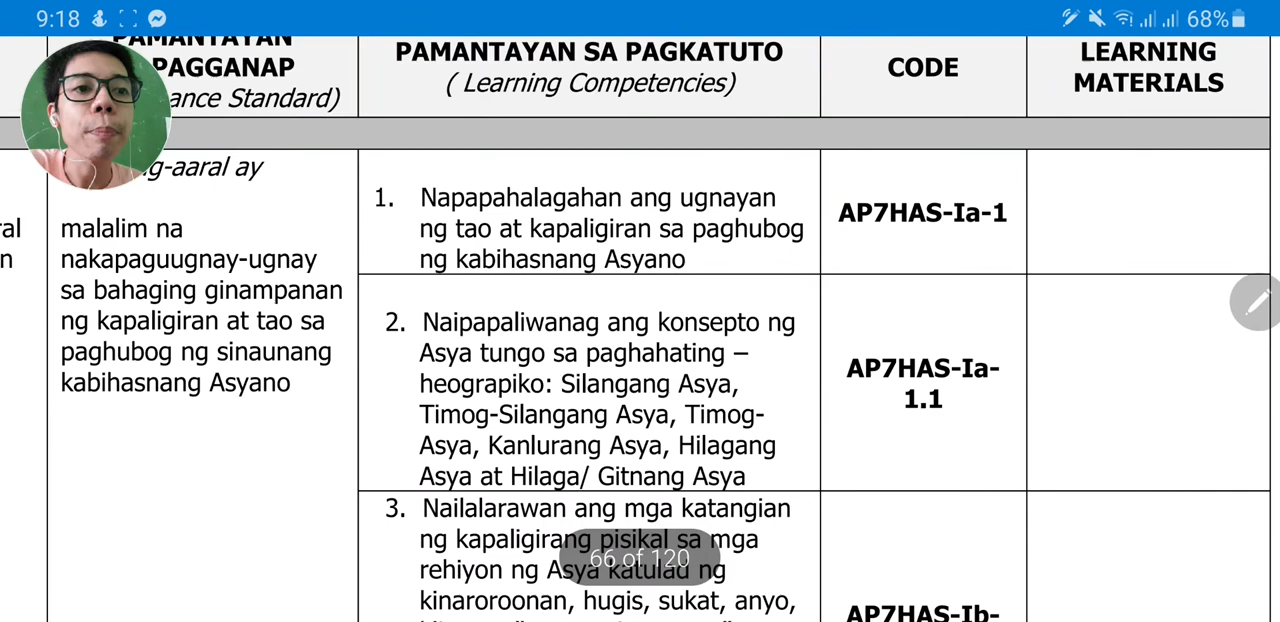 9:18
68%
PAMANTAYAN
PAGGANAP
ance Standard)
PAMANTAYAN SA PAGKATUTO
( Learning Competencies)
CODE
LEARNING
MATERIALS
al
n
g-aaral ay
malalim na
nakapaguugnay-ugnay
sa bahaging ginampanan
ng kapaligiran at tao sa
paghubog ng sinaunang
kabihasnang Asyano
1. Napapahalagahan ang ugnayan
ng tao at kapaligiran sa paghubog
ng kabihasnang Asyano
AP7HAS-Ia-1
2. Naipapaliwanag ang konsepto ng
Asya tungo sa paghahating –
heograpiko: Silangang Asya,
Timog-Silangang Asya, Timog-
Asya, Kanlurang Asya, Hilagang
Asya at Hilaga/ Gitnang Asya
AP7HAS-Ia-
1.1
3. Nailalarawan ang mga katangian
ng kapaligirang pisikal sa mga
rehiyon ng Asya katulad ng
kinaroroonan, hugis, sukat, anyo,
AP7HAS-Ib-
66 of 120